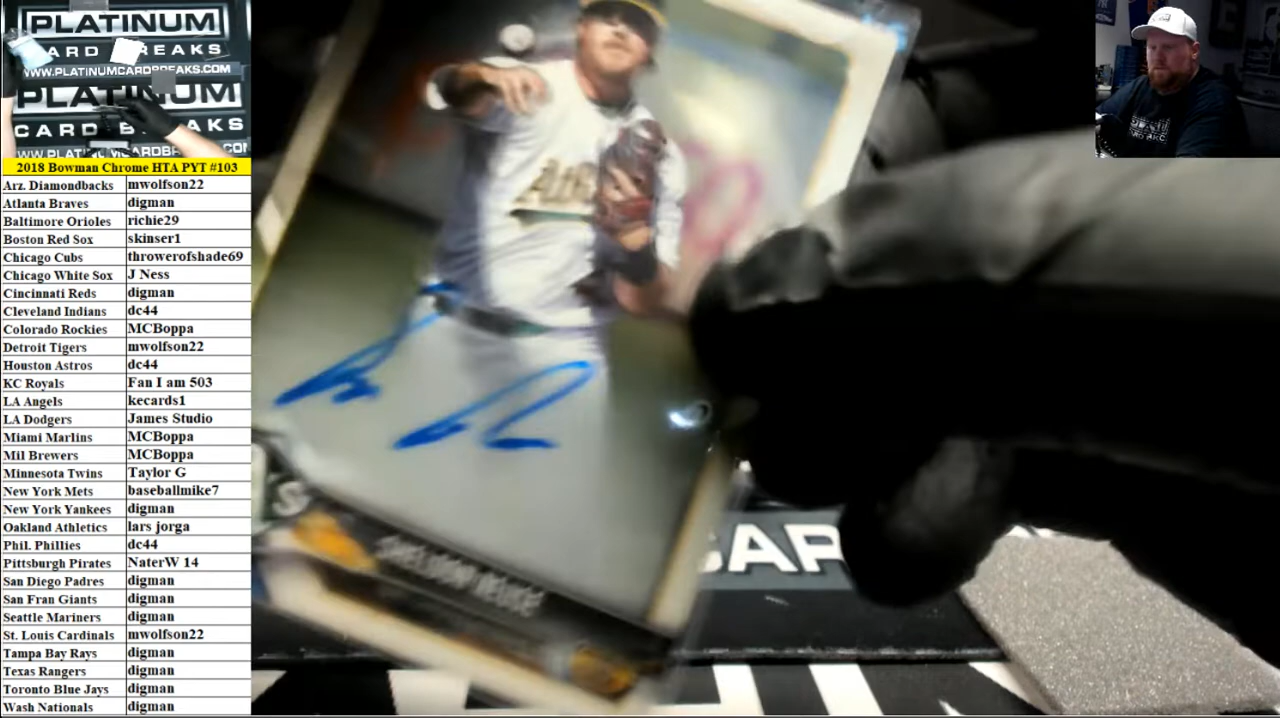 PLATINUM
CARD BREAKS
WWW.PLATINUMCARDBREAKS.COM
PLATINUM
CARD BREAKS
2018 Bowman Chrome HTA PYT #103
Arz. Diamondbacks mwolfson22
Atlanta Braves digman
Baltimore Orioles richie29
Boston Red Sox skinser1
Chicago Cubs throwerofshade69
Chicago White Sox J Ness
Cincinnati Reds digman
Cleveland Indians dc44
Colorado Rockies MCBoppa
Detroit Tigers mwolfson22
Houston Astros dc44
KC Royals Fan I am 503
LA Angels kecards1
LA Dodgers James Studio
Miami Marlins MCBoppa
Mil Brewers MCBoppa
Minnesota Twins Taylor G
New York Mets baseballmike7
New York Yankees digman
Oakland Athletics lars jorga
Phil. Phillies dc44
Pittsburgh Pirates NaterW 14
San Diego Padres digman
San Fran Giants digman
Seattle Mariners digman
St. Louis Cardinals mwolfson22
Tampa Bay Rays digman
Texas Rangers digman
Toronto Blue Jays digman
Wash Nationals digman